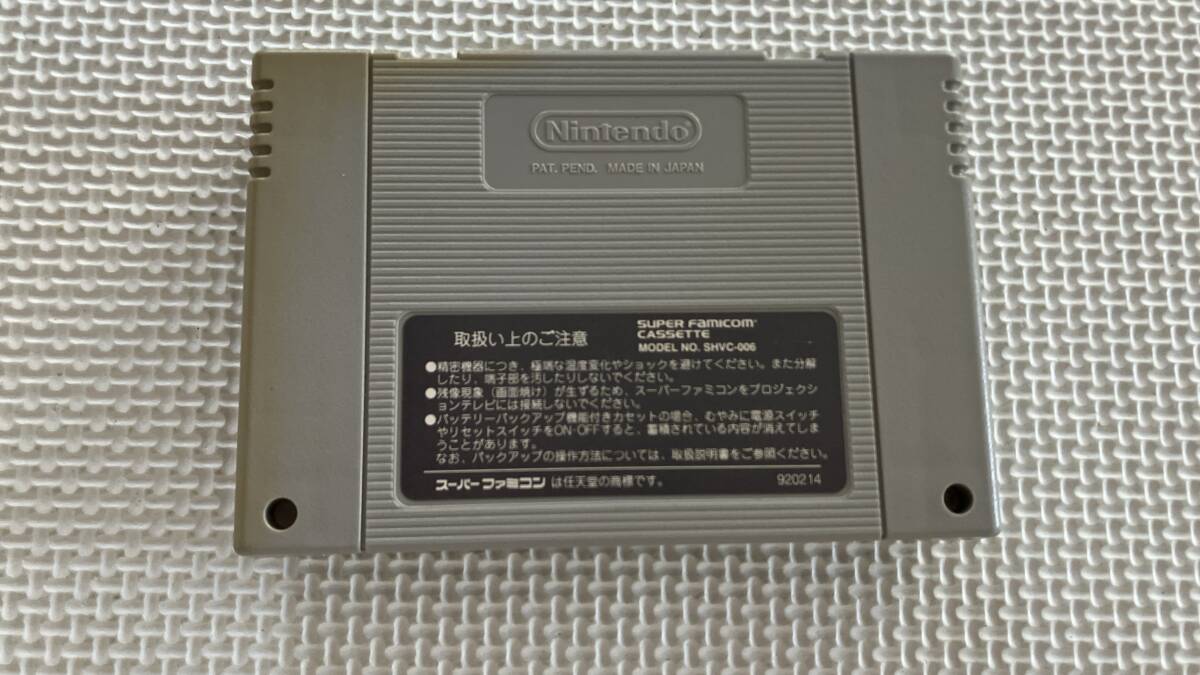 Nintendo®
PAT. PEND. MADE IN JAPAN
取扱い上のご注意
SUPER FAMICOM™
CASSETTE
MODEL NO. SHVC-006
●精密機器につき、極端な温度変化やショックを避けてください。また分解
したり、端子部を汚したりしないでください。
●残像現象（画面焼け）が生ずるため、スーパーファミコンをプロジェクシ
ョンテレビには接続しないでください。
●バッテリーバックアップ機能付きカセットの場合、むやみに電源スイッチ
やリセットスイッチをON-OFFすると、蓄積されている内容が消えてしま
うことがあります。
なお、バックアップの操作方法については、取扱説明書をご参照ください。
スーパーファミコン は任天堂の商標です。
920214